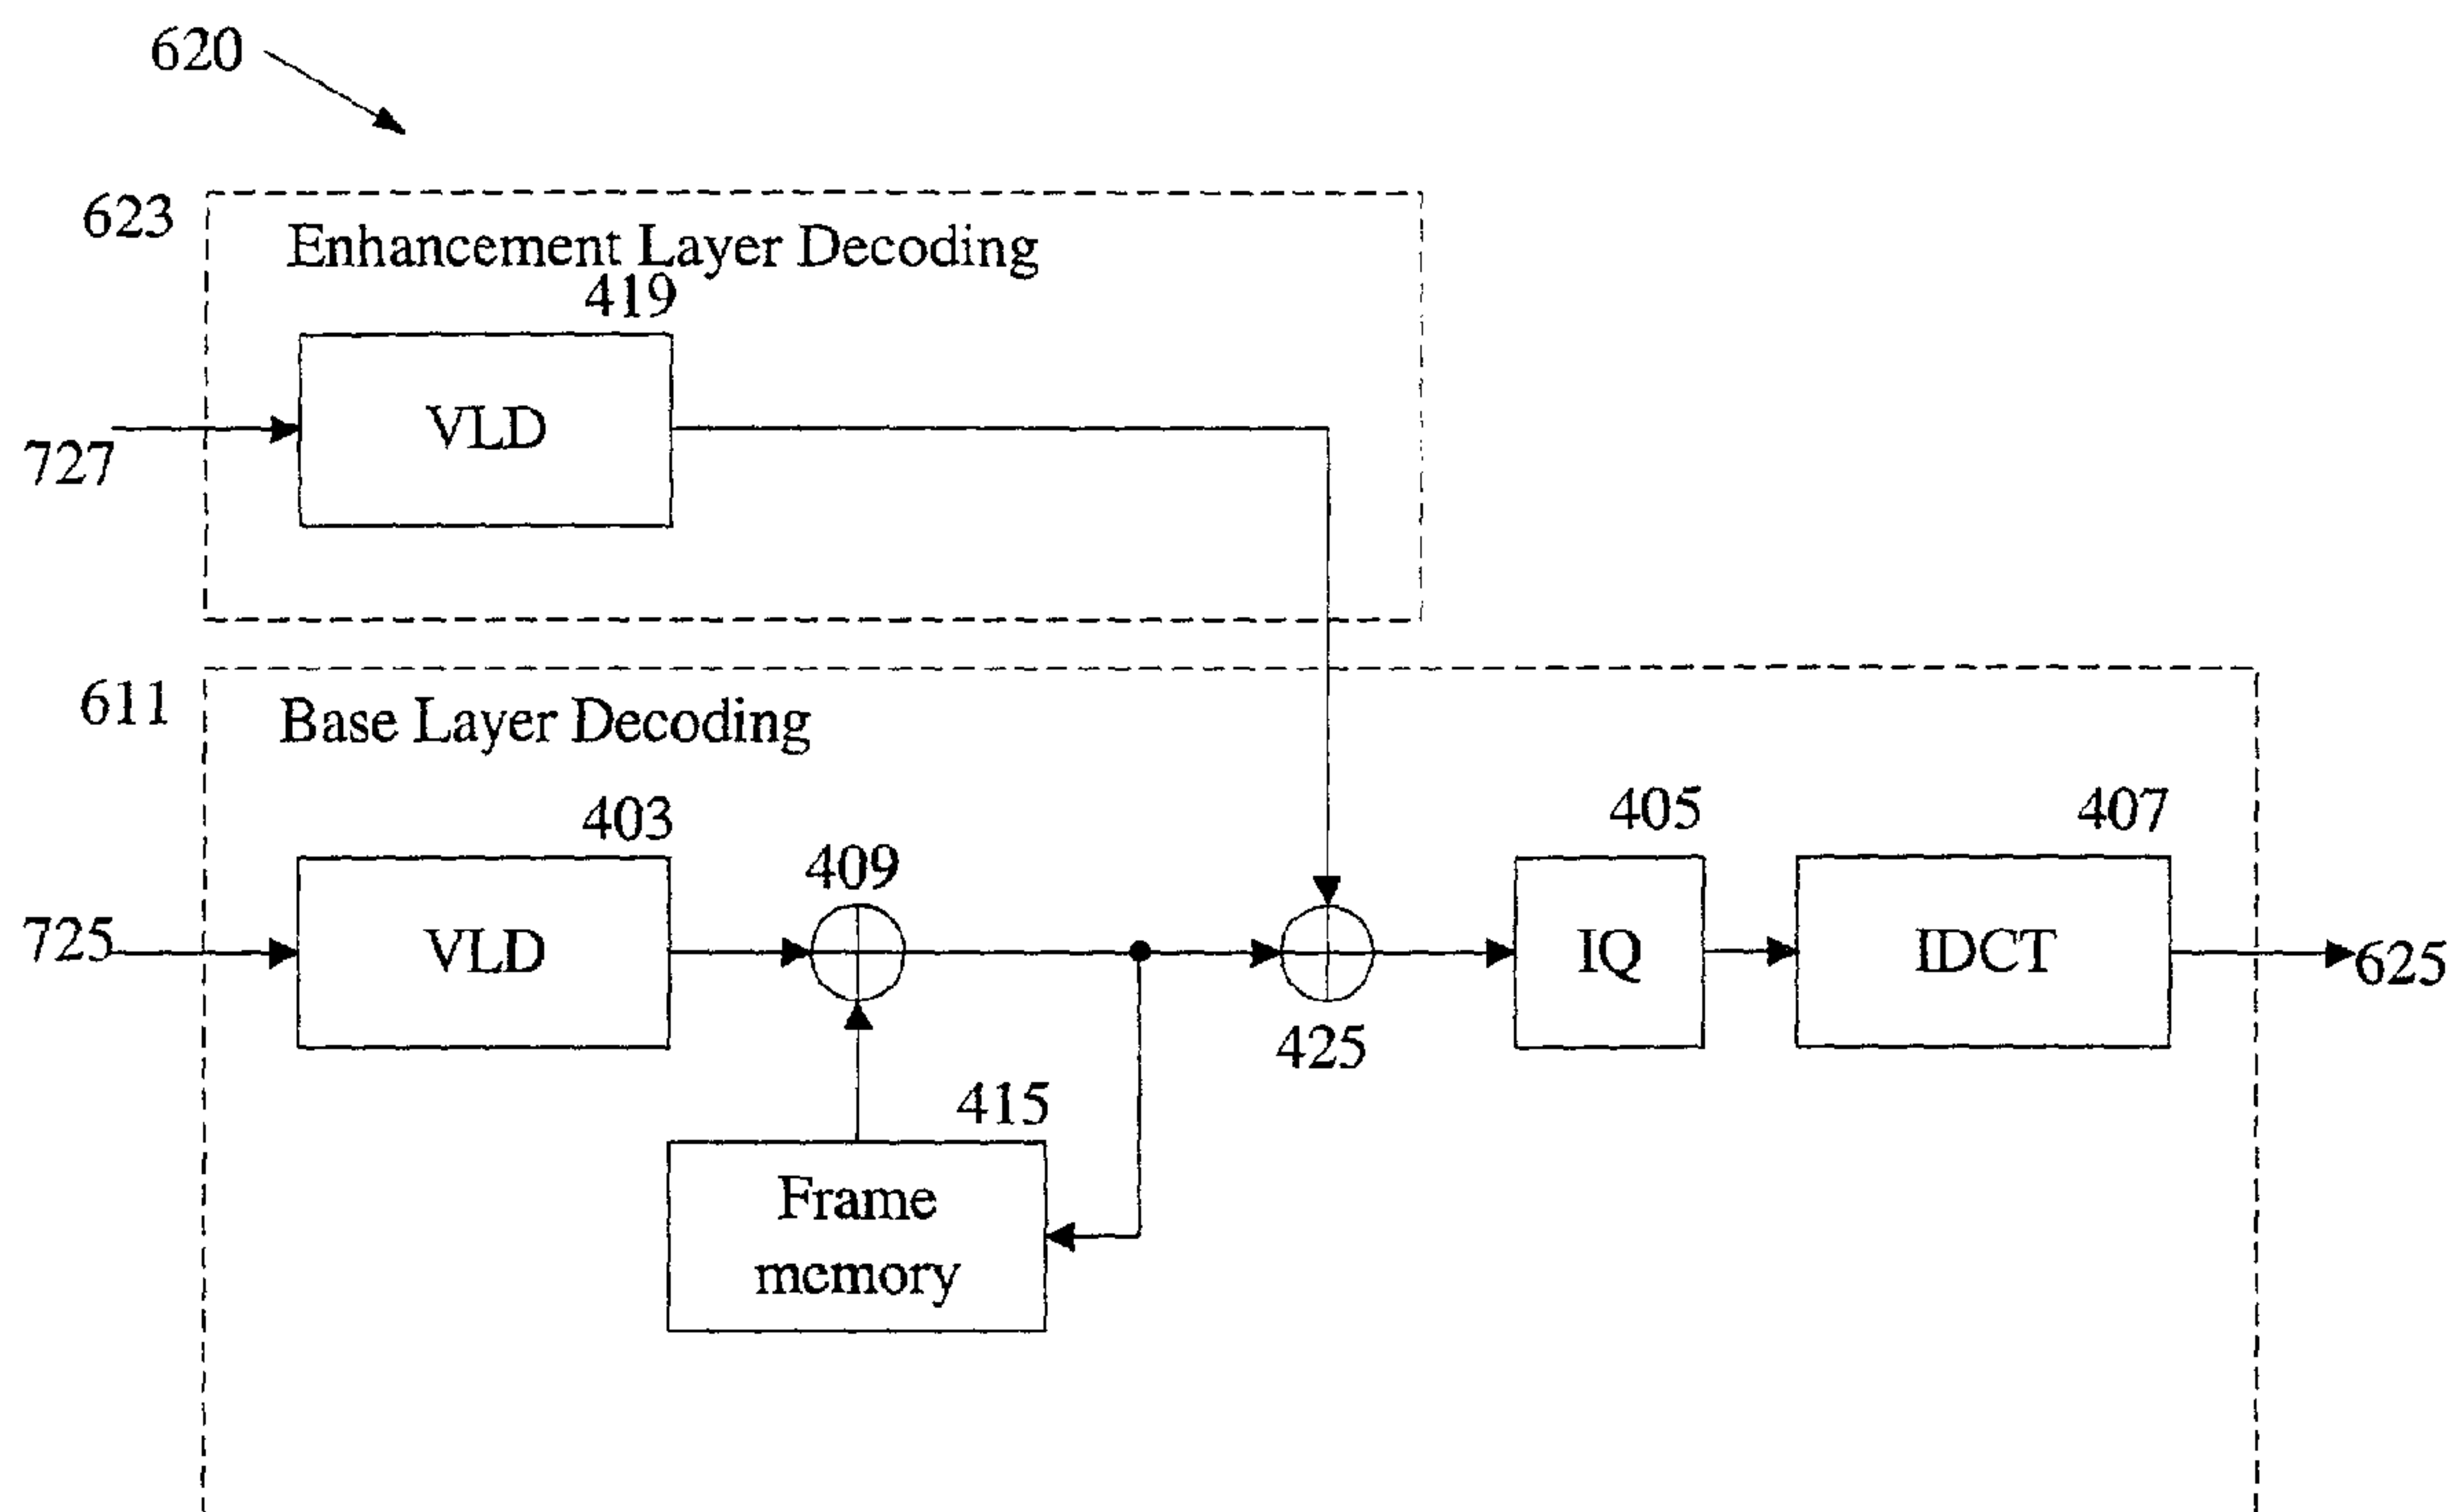 620
623
Enhancement Layer Decoding
419
VLD
727
611
Base Layer Decoding
403
409
405
407
725
VLD
IQ
IDCT
625
425
415
Frame
memory